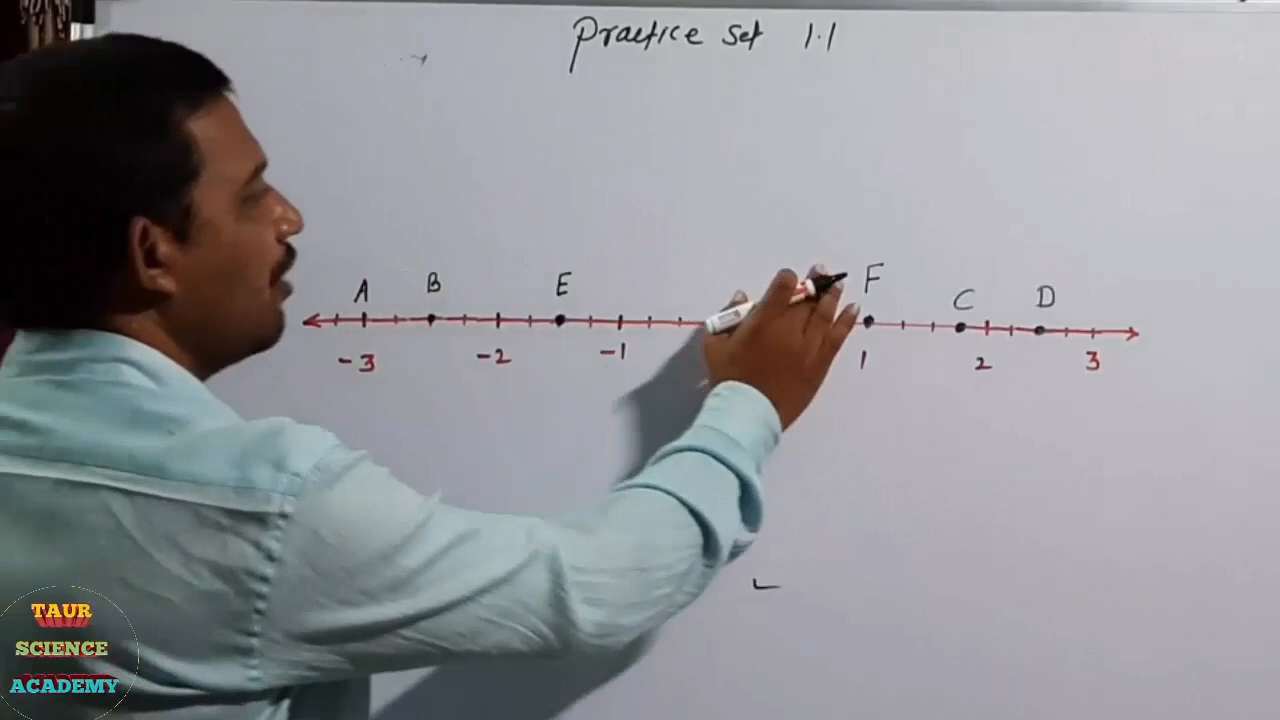 Practice Set 1.1
A B E F C D
-3 -2 -1 1 2 3
TAUR
SCIENCE
ACADEMY